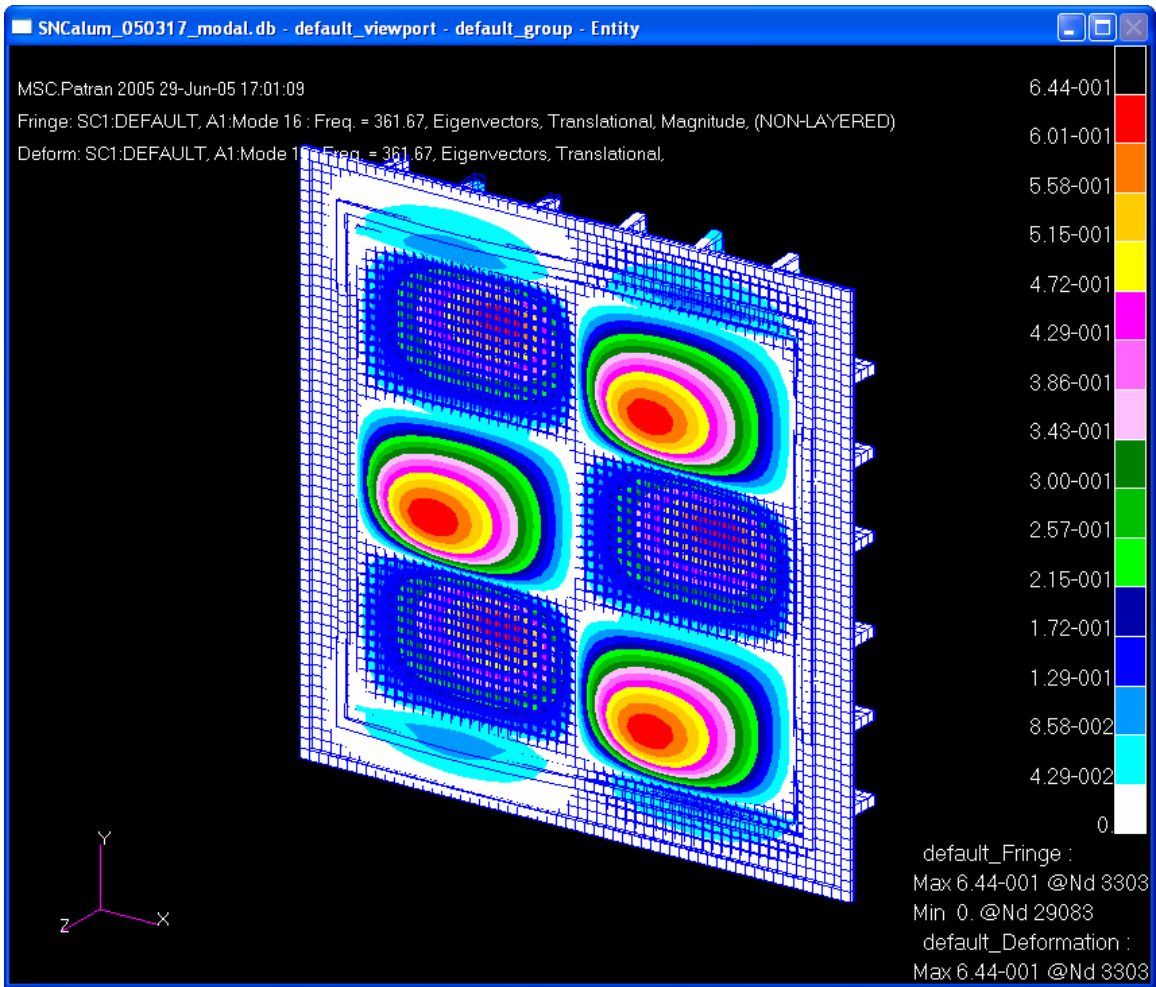 SNCalum_050317_modal.db - default_viewport - default_group - Entity
MSC.Patran 2005 29-Jun-05 17:01:09
Fringe: SC1:DEFAULT, A1:Mode 16 : Freq. = 361.67, Eigenvectors, Translational, Magnitude, (NON-LAYERED)
Deform: SC1:DEFAULT, A1:Mode 1 Freq. = 361.67, Eigenvectors, Translational,
6.44-001
6.01-001
5.58-001
5.15-001
4.72-001
4.29-001
3.86-001
3.43-001
3.00-001
2.57-001
2.15-001
1.72-001
1.29-001
8.58-002
4.29-002
0.
Y
Z
X
default_Fringe :
Max 6.44-001 @Nd 3303
Min 0. @Nd 29083
default_Deformation :
Max 6.44-001 @Nd 3303